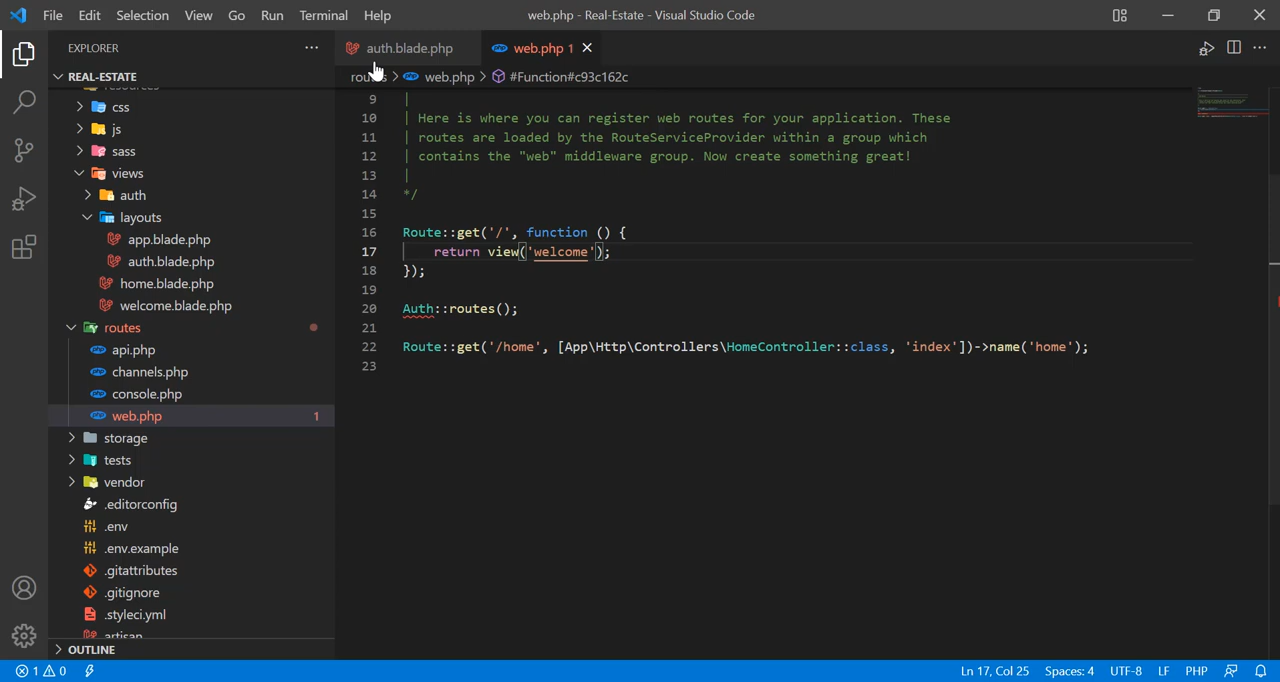 File Edit Selection View Go Run Terminal Help
web.php - Real-Estate - Visual Studio Code
EXPLORER
REAL-ESTATE
resources
css
js
sass
views
auth
layouts
app.blade.php
auth.blade.php
home.blade.php
welcome.blade.php
routes
api.php
channels.php
console.php
web.php 1
storage
tests
vendor
.editorconfig
.env
.env.example
.gitattributes
.gitignore
.styleci.yml
artisan
OUTLINE
auth.blade.php
web.php 1
routes > web.php > #Function#c93c162c
9 |
10 | Here is where you can register web routes for your application. These
11 | routes are loaded by the RouteServiceProvider within a group which
12 | contains the "web" middleware group. Now create something great!
13 |
14 */
15
16 Route::get('/', function () {
17 return view('welcome');
18 });
19
20 Auth::routes();
21
22 Route::get('/home', [App\Http\Controllers\HomeController::class, 'index'])->name('home');
23
1 0
Ln 17, Col 25 Spaces: 4 UTF-8 LF PHP